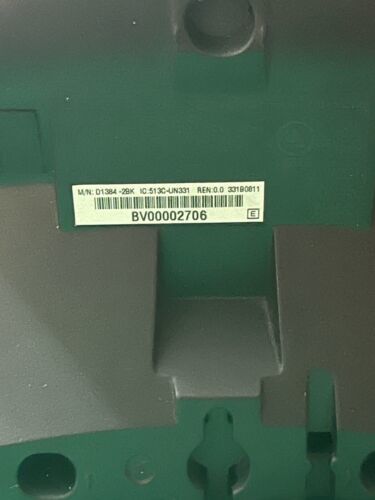 M/N: D1384 -2BK IC:513C-UN331 REN:0.0 331B0811
BV00002706
E